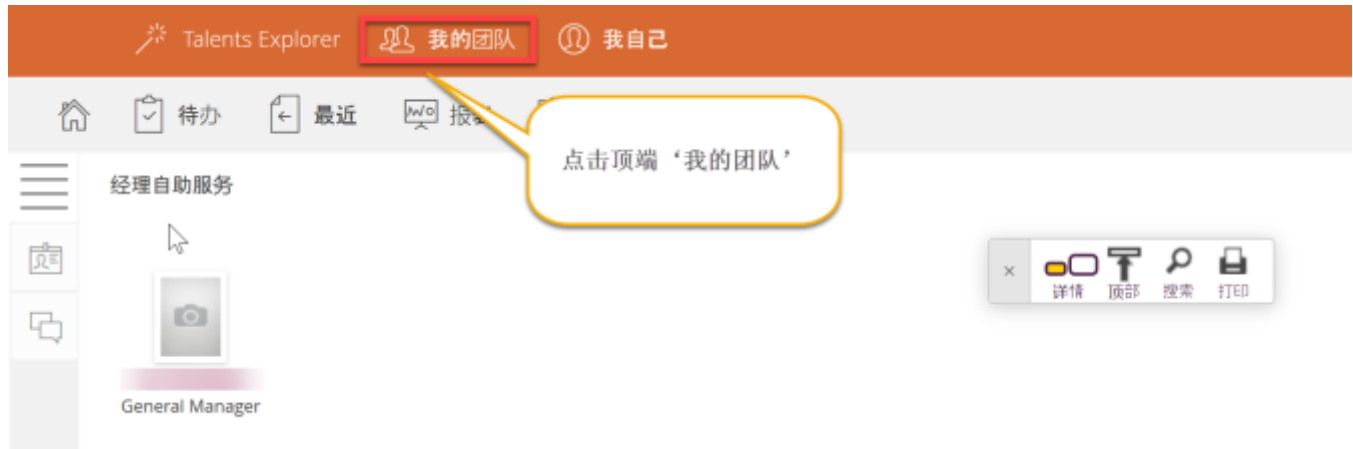 Talents Explorer 我的团队 我自己
待办 最近 报
点击顶端‘我的团队’
经理自助服务
详情 顶部 搜索 打印
General Manager